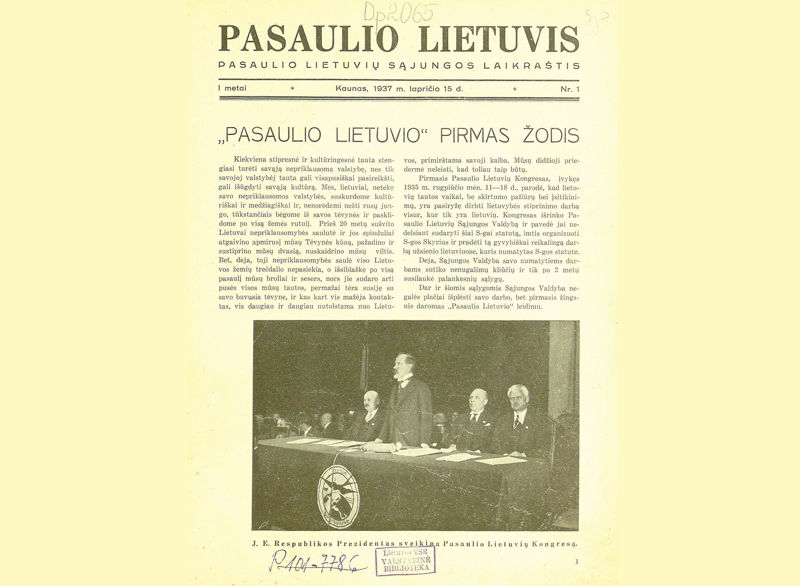 Dp2065
PASAULIO LIETUVIS
PASAULIO LIETUVIŲ SĄJUNGOS LAIKRAŠTIS
I metai * Kaunas, 1937 m. lapričio 15 d. * Nr. 1
„PASAULIO LIETUVIO“ PIRMAS ŽODIS
Kiekviena stipresnė ir kultūringesnė tauta sten-
giasi turėti savąją nepriklausomą valstybę, nes tik
savojoj valstybėj tauta gali visapusiškai pasireikšti,
gali išūgdyti savąją kultūrą. Mes, lietuviai, netekę
savo nepriklausomos valstybės, suskurdome kultū-
riškai ir medžiagiškai ir, nenorėdami nešti rusų jun-
go, tūkstančiais bėgome iš savos tėvynės ir paskli-
dome po visą žemės rutulį. Prieš 20 metų sušvito
Lietuvai nepriklausomybės saulutė ir jos spinduliai
atgaivino apmirusį mūsų Tėvynės kūną, pažadino ir
sustiprino mūsų dvasią, nuskaidrino mūsų viltis.
Bet, deja, toji nepriklausomybės saulė viso Lietu-
vos žemių trečdalio nepasiekia, o išsiblaškę po visą
pasaulį mūsų broliai ir sesers, nors jie sudaro arti
pusės visos mūsų tautos, permažai tėra susiję su
savo buvusia tėvyne, ir kas kart vis mažėja kontak-
tas, vis daugiau ir daugiau nutolstama nuo Lietu-
vos, primirštama savoji kalba. Mūsų didžioji prie-
dermė neleisti, kad toliau taip būtų.
Pirmasis Pasaulio Lietuvių Kongresas, įvykęs
1935 m. rugpiūčio mėn. 11—18 d., parodė, kad lietu-
vių tautos vaikai, be skirtumo pažiūrų bei įsitikini-
mų, yra pasiryžę dirbti lietuvybės stiprinimo darbą
visur, kur tik yra lietuvių. Kongresas išrinko Pa-
saulio Lietuvių Sąjungos Valdybą ir pavedė jai ne-
delsiant sudaryti šiai S-gai statutą, imtis organizuoti
S-gos Skyrius ir pradėti tą gyvybiškai reikalingą dar-
bą užsienio lietuviuose, kuris numatytas S-gos statute.
Deja, Sąjungos Valdyba savo numatytiems dar-
bams sutiko nenugalimų kliūčių ir tik po 2 metų
susilaukė palankesnių sąlygų.
Dar ir šiomis sąlygomis Sąjungos Valdyba ne-
galės plačiai išplėsti savo darbo, bet pirmasis žings-
nis daromas „Pasaulio Lietuvio“ leidimu.
J. E. Respublikos Prezidentas sveikina Pasaulio Lietuvių Kongresą.
P101-7786
Lietuvos TSR
VALSTYBINĖ
BIBLIOTEKA
1